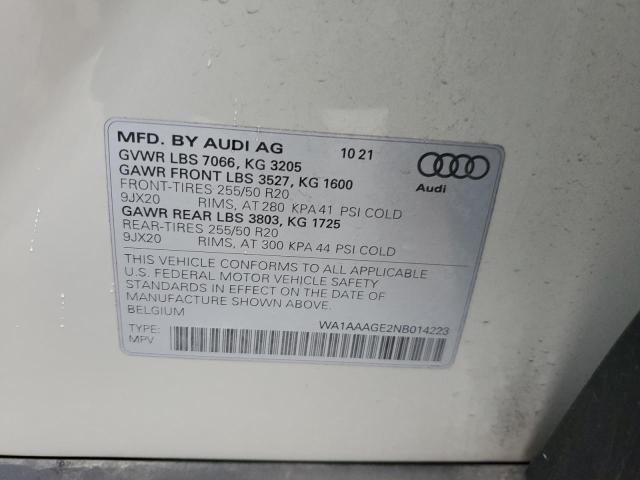 MFD. BY AUDI AG 10 21
GVWR LBS 7066, KG 3205
GAWR FRONT LBS 3527, KG 1600
FRONT-TIRES 255/50 R20
9JX20 RIMS, AT 280 KPA 41 PSI COLD
GAWR REAR LBS 3803, KG 1725
REAR-TIRES 255/50 R20
9JX20 RIMS, AT 300 KPA 44 PSI COLD
Audi
THIS VEHICLE CONFORMS TO ALL APPLICABLE
U.S. FEDERAL MOTOR VEHICLE SAFETY
STANDARDS IN EFFECT ON THE DATE OF
MANUFACTURE SHOWN ABOVE.
BELGIUM
WA1AAAGE2NB014223
TYPE:
MPV